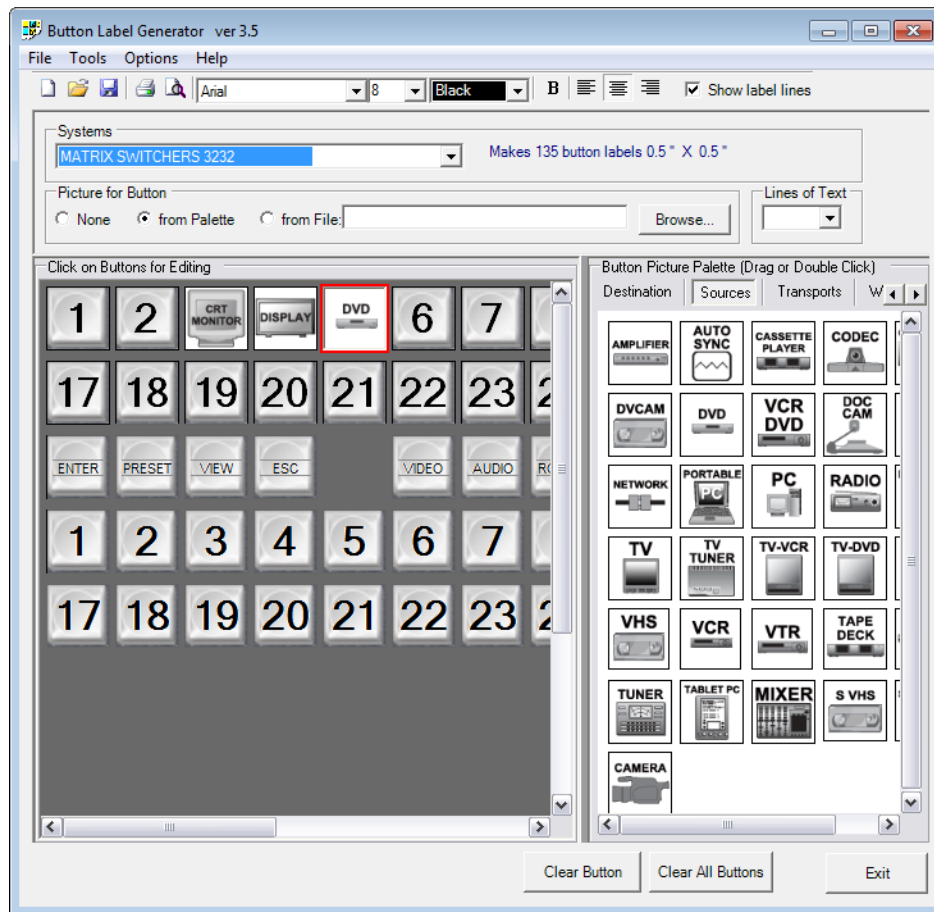 Button Label Generator ver 3.5
File Tools Options Help
Arial 8 Black B Show label lines
Systems
MATRIX SWITCHERS 3232
Makes 135 button labels 0.5 " X 0.5 "
Picture for Button
None from Palette from File: Browse...
Lines of Text
Click on Buttons for Editing
1 2 CRT MONITOR DISPLAY DVD 6 7
17 18 19 20 21 22 23 2
ENTER PRESET VIEW ESC VIDEO AUDIO
1 2 3 4 5 6 7
17 18 19 20 21 22 23 2
Button Picture Palette (Drag or Double Click)
Destination Sources Transports W
AMPLIFIER AUTO SYNC CASSETTE PLAYER CODEC
DVCAM DVD VCR DVD DOC CAM
NETWORK PORTABLE PC PC RADIO
TV TV TUNER TV-VCR TV-DVD
VHS VCR VTR TAPE DECK
TUNER TABLET PC MIXER S VHS
CAMERA
Clear Button Clear All Buttons Exit